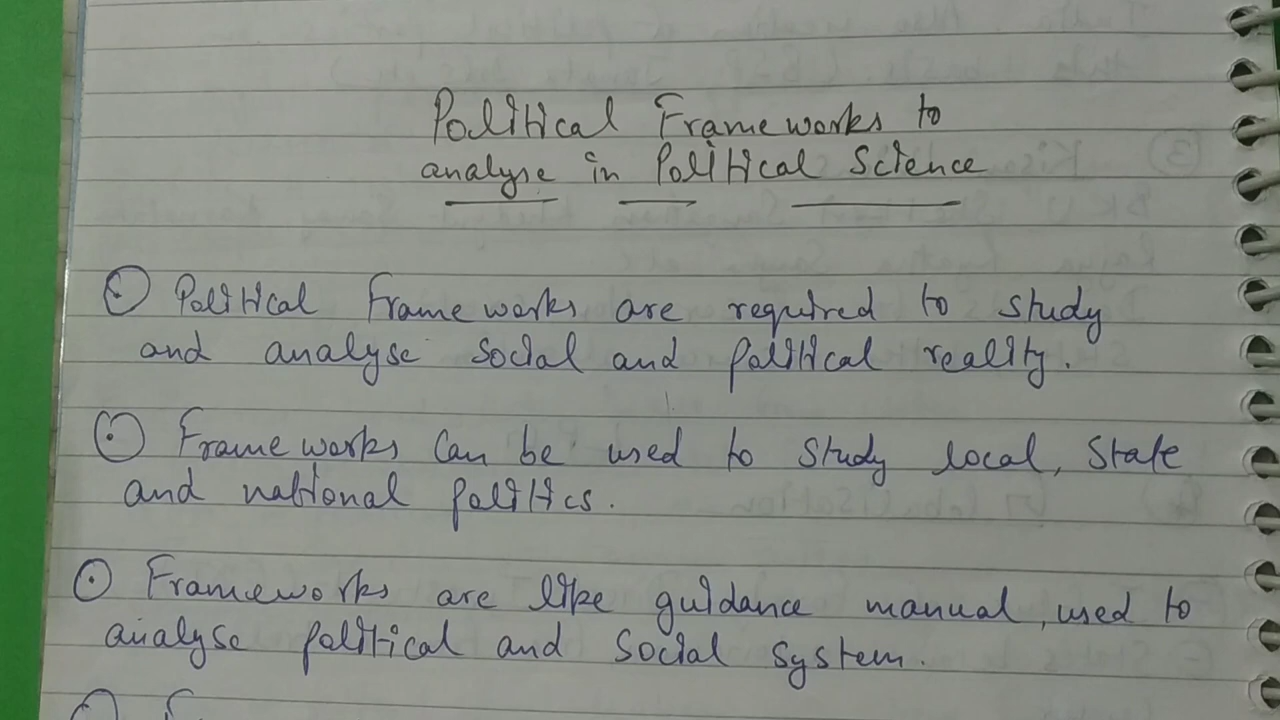 Political Frameworks to
analyse in Political Science
Political Frameworks are required to study
and analyse social and political reality.
Frameworks can be used to study local, state
and national politics.
Frameworks are like guidance manual, used to
analyse political and social system.